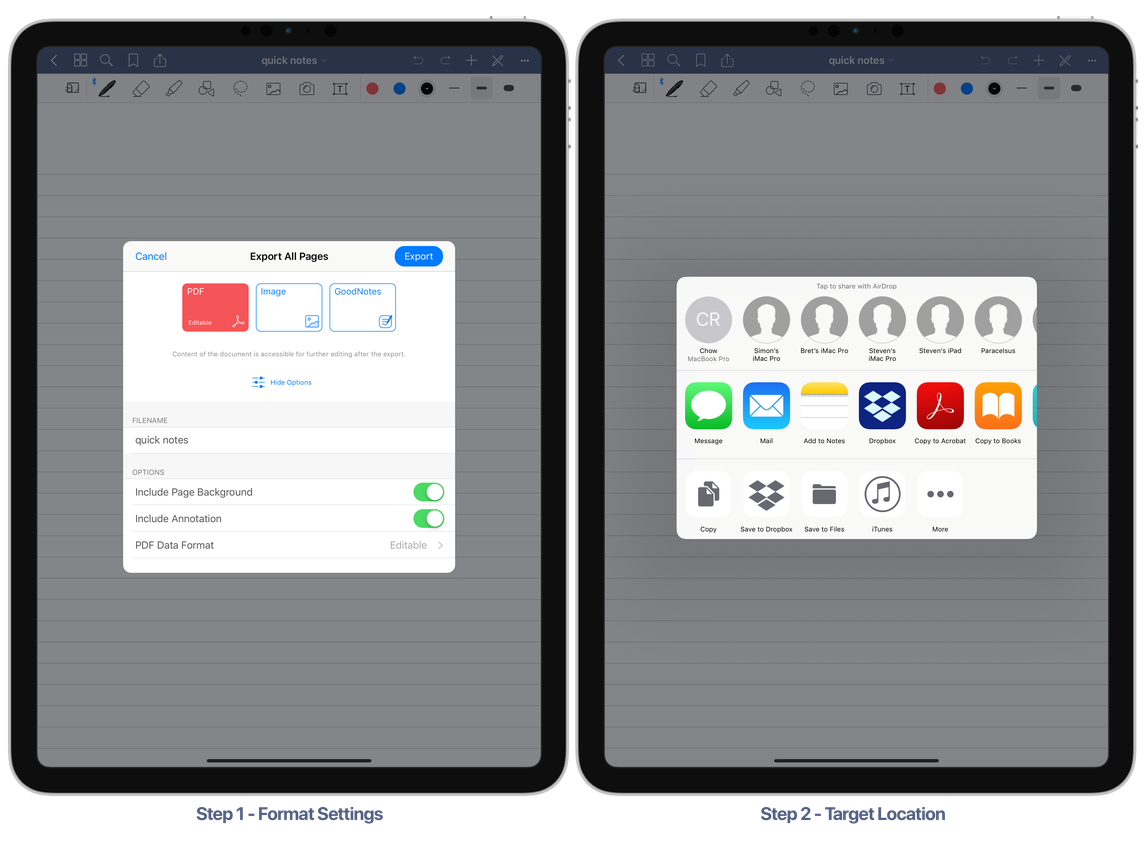 quick notes
Cancel
Export All Pages
Export
PDF
Editable
Image
GoodNotes
Content of the document is accessible for further editing after the export.
Hide Options
FILENAME
quick notes
OPTIONS
Include Page Background
Include Annotation
PDF Data Format
Editable
Step 1 - Format Settings
quick notes
Tap to share with AirDrop
CR
Chow
MacBook Pro
Simon's
iMac Pro
Bret's iMac Pro
Steven's
iMac Pro
Steven's iPad
Paracelsus
Message
Mail
Add to Notes
Dropbox
Copy to Acrobat
Copy to Books
Copy
Save to Dropbox
Save to Files
iTunes
More
Step 2 - Target Location